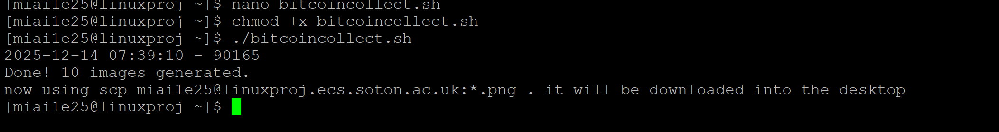 [miai1e25@linuxproj ~]$ nano bitcoincollect.sh
[miai1e25@linuxproj ~]$ chmod +x bitcoincollect.sh
[miai1e25@linuxproj ~]$ ./bitcoincollect.sh
2025-12-14 07:39:10 - 90165
Done! 10 images generated.
now using scp miai1e25@linuxproj.ecs.soton.ac.uk:*.png . it will be downloaded into the desktop
[miai1e25@linuxproj ~]$